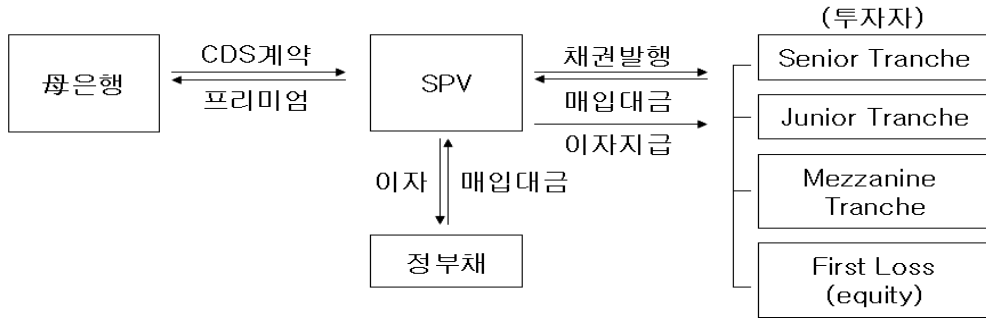 (투자자)
母은행
CDS계약
프리미엄
SPV
채권발행
매입대금
이자지급
이자
매입대금
정부채
Senior Tranche
Junior Tranche
Mezzanine
Tranche
First Loss
(equity)